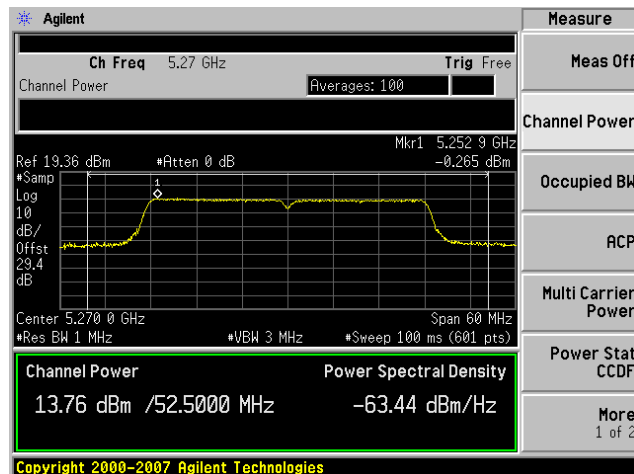 Agilent
Measure
Ch Freq 5.27 GHz Trig Free
Channel Power Averages: 100
Mkr1 5.252 9 GHz
Ref 19.36 dBm #Atten 0 dB -0.265 dBm
#Samp
Log
10
dB/
Offst
29.4
dB
1
Center 5.270 0 GHz Span 60 MHz
#Res BW 1 MHz #VBW 3 MHz #Sweep 100 ms (601 pts)
Channel Power Power Spectral Density
13.76 dBm /52.5000 MHz -63.44 dBm/Hz
Copyright 2000-2007 Agilent Technologies
Meas Off
Channel Power
Occupied BW
ACP
Multi Carrier
Power
Power Stat
CCDF
More
1 of 2